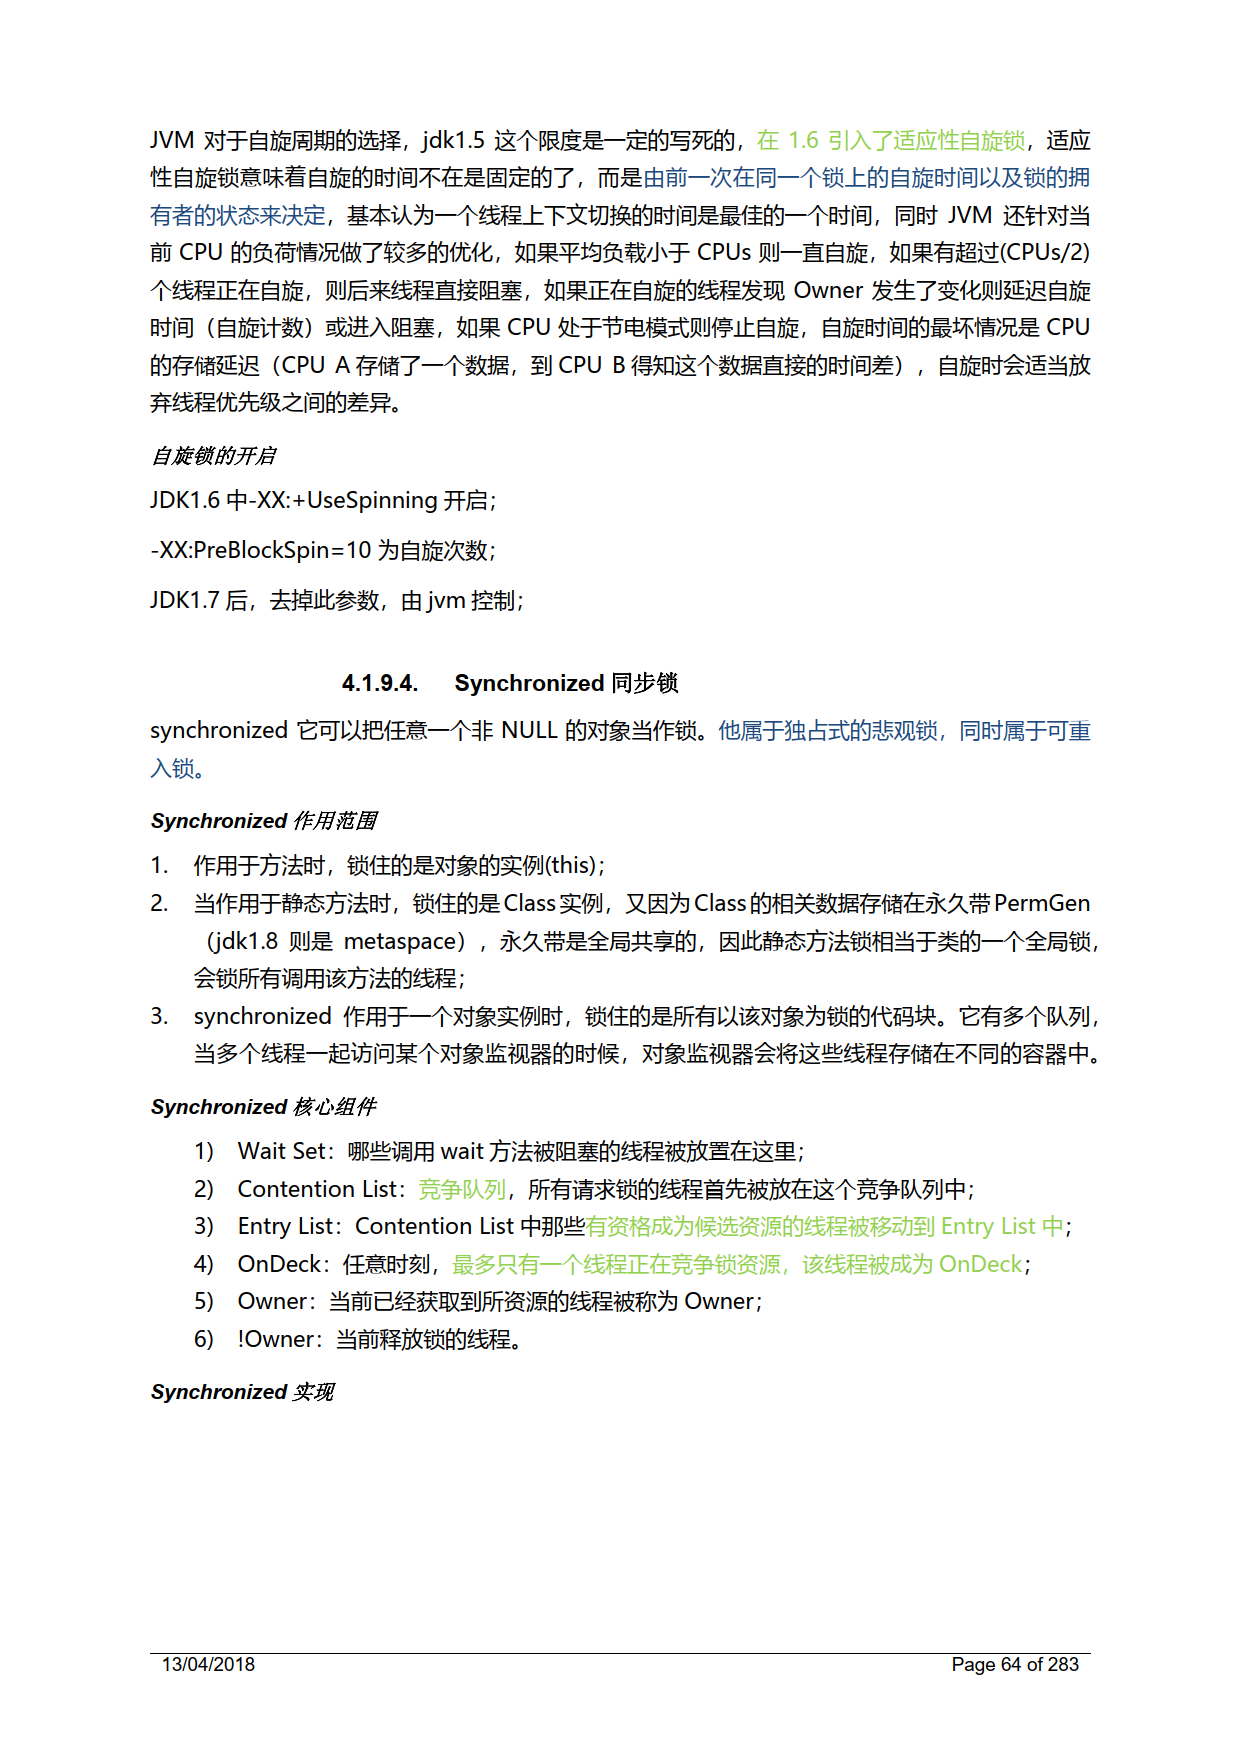 JVM 对于自旋周期的选择，jdk1.5 这个限度是一定的写死的，在 1.6 引入了适应性自旋锁，适应
性自旋锁意味着自旋的时间不在是固定的了，而是由前一次在同一个锁上的自旋时间以及锁的拥
有者的状态来决定，基本认为一个线程上下文切换的时间是最佳的一个时间，同时 JVM 还针对当
前 CPU 的负荷情况做了较多的优化，如果平均负载小于 CPUs 则一直自旋，如果有超过(CPUs/2)
个线程正在自旋，则后来线程直接阻塞，如果正在自旋的线程发现 Owner 发生了变化则延迟自旋
时间（自旋计数）或进入阻塞，如果 CPU 处于节电模式则停止自旋，自旋时间的最坏情况是 CPU
的存储延迟（CPU A 存储了一个数据，到 CPU B 得知这个数据直接的时间差），自旋时会适当放
弃线程优先级之间的差异。
自旋锁的开启
JDK1.6 中-XX:+UseSpinning 开启；
-XX:PreBlockSpin=10 为自旋次数；
JDK1.7 后，去掉此参数，由 jvm 控制；
4.1.9.4. Synchronized 同步锁
synchronized 它可以把任意一个非 NULL 的对象当作锁。他属于独占式的悲观锁，同时属于可重
入锁。
Synchronized 作用范围
1. 作用于方法时，锁住的是对象的实例(this)；
2. 当作用于静态方法时，锁住的是Class实例，又因为Class的相关数据存储在永久带PermGen
（jdk1.8 则是 metaspace），永久带是全局共享的，因此静态方法锁相当于类的一个全局锁，
会锁所有调用该方法的线程；
3. synchronized 作用于一个对象实例时，锁住的是所有以该对象为锁的代码块。它有多个队列，
当多个线程一起访问某个对象监视器的时候，对象监视器会将这些线程存储在不同的容器中。
Synchronized 核心组件
1) Wait Set：哪些调用 wait 方法被阻塞的线程被放置在这里；
2) Contention List：竞争队列，所有请求锁的线程首先被放在这个竞争队列中；
3) Entry List：Contention List 中那些有资格成为候选资源的线程被移动到 Entry List 中；
4) OnDeck：任意时刻，最多只有一个线程正在竞争锁资源，该线程被成为 OnDeck；
5) Owner：当前已经获取到所资源的线程被称为 Owner；
6) !Owner：当前释放锁的线程。
Synchronized 实现
13/04/2018 Page 64 of 283